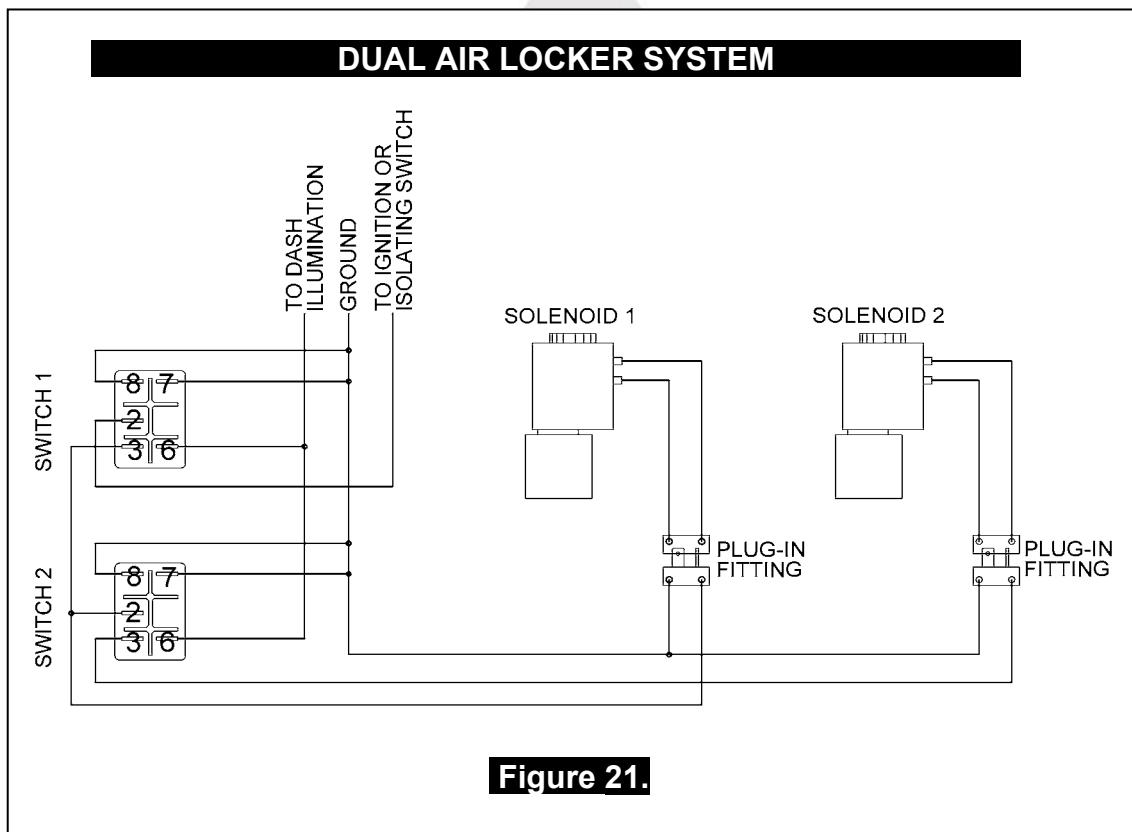 DUAL AIR LOCKER SYSTEM
TO DASH
ILLUMINATION
GROUND
TO IGNITION OR
ISOLATING SWITCH
SOLENOID 1
SOLENOID 2
SWITCH 1
8 7
2
3 6
SWITCH 2
8 7
2
3 6
PLUG-IN
FITTING
PLUG-IN
FITTING
Figure 21.